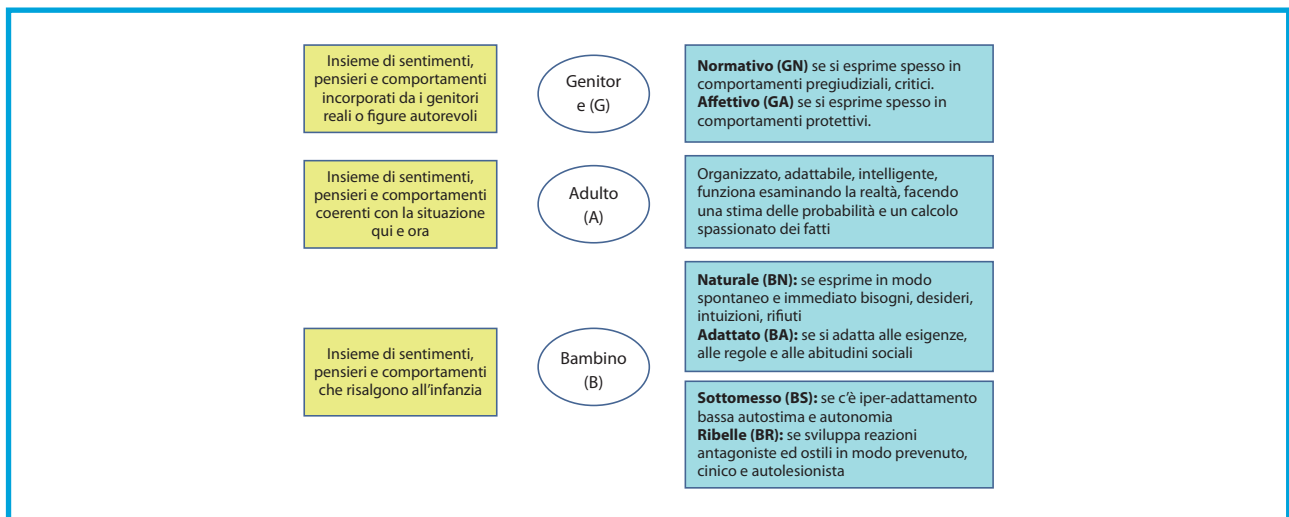 Insieme di sentimenti,
pensieri e comportamenti
incorporati da i genitori
reali o figure autorevoli
Genitor
e (G)
Normativo (GN) se si esprime spesso in
comportamenti pregiudiziali, critici.
Affettivo (GA) se si esprime spesso in
comportamenti protettivi.
Insieme di sentimenti,
pensieri e comportamenti
coerenti con la situazione
qui e ora
Adulto
(A)
Organizzato, adattabile, intelligente,
funziona esaminando la realtà, facendo
una stima delle probabilità e un calcolo
spassionato dei fatti
Insieme di sentimenti,
pensieri e comportamenti
che risalgono all’infanzia
Bambino
(B)
Naturale (BN): se esprime in modo
spontaneo e immediato bisogni, desideri,
intuizioni, rifiuti
Adattato (BA): se si adatta alle esigenze,
alle regole e alle abitudini sociali
Sottomesso (BS): se c’è iper-adattamento
bassa autostima e autonomia
Ribelle (BR): se sviluppa reazioni
antagoniste ed ostili in modo prevenuto,
cinico e autolesionista